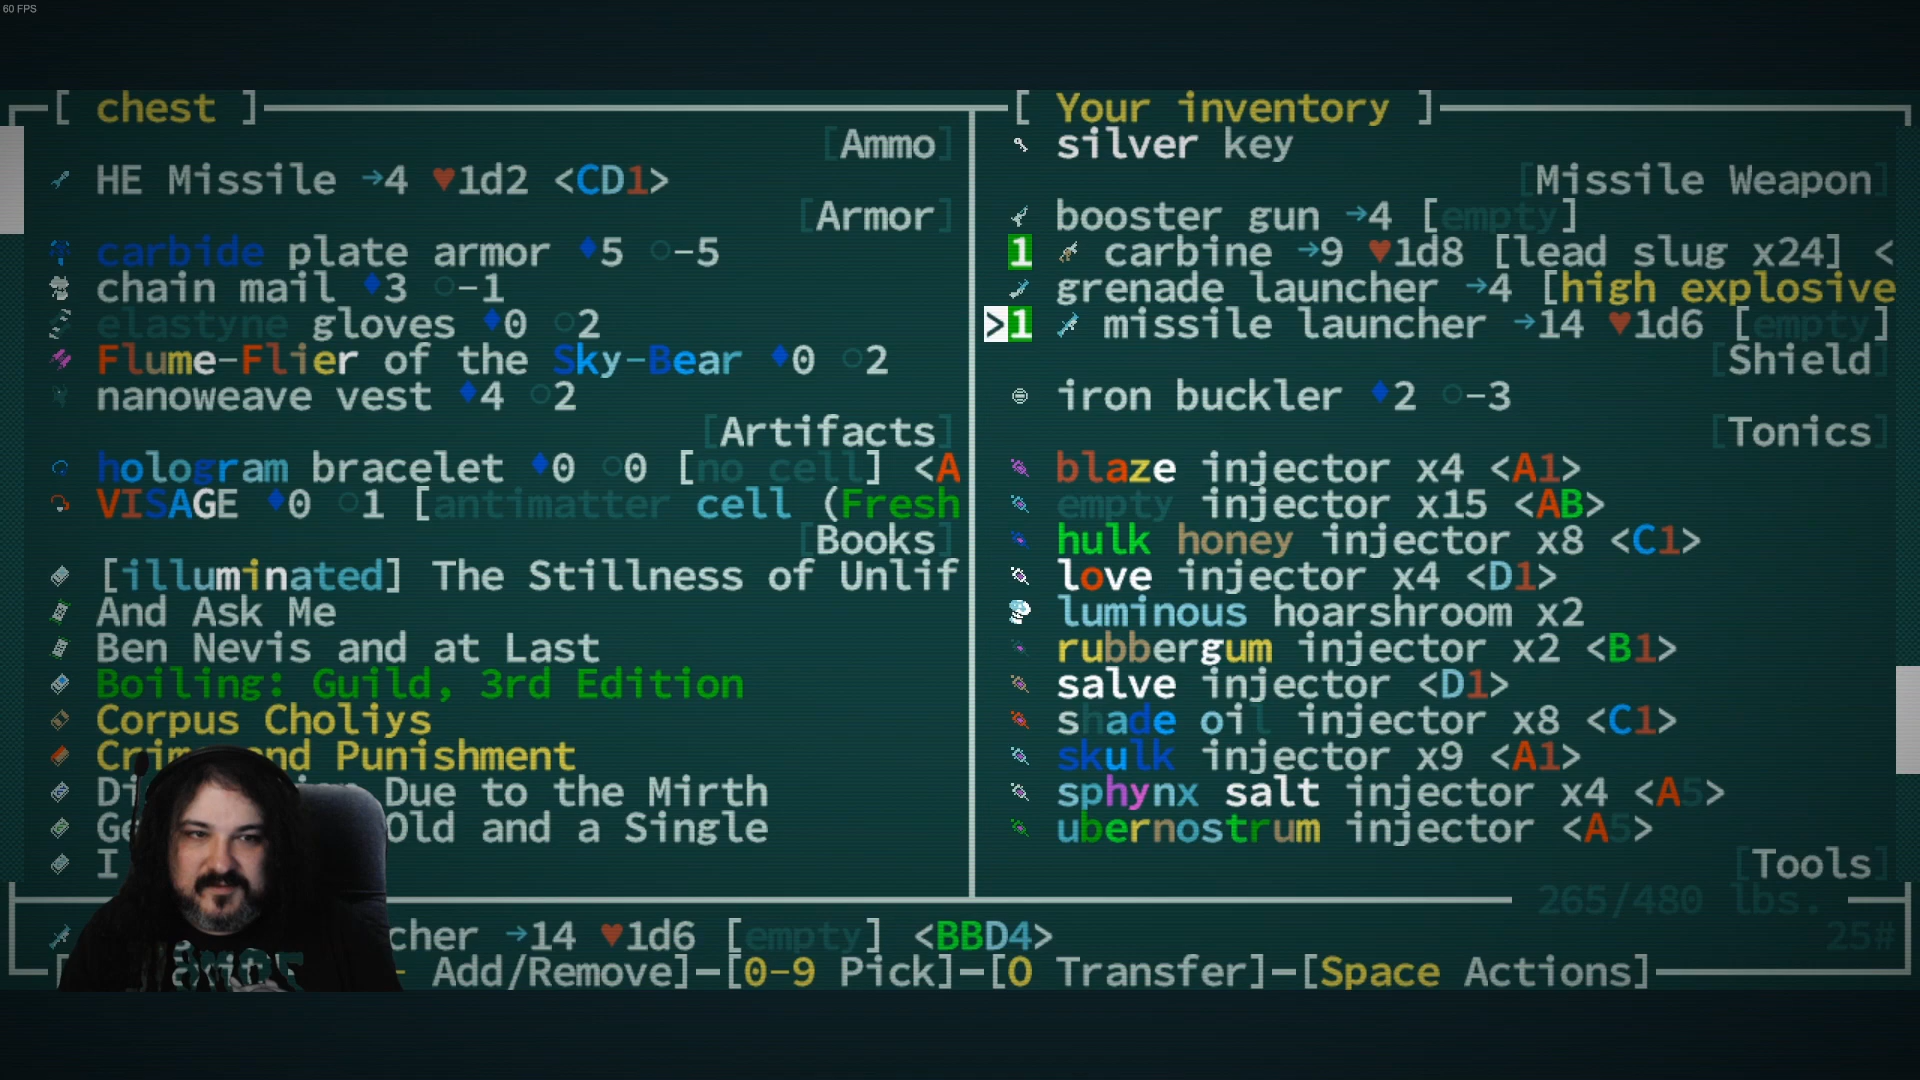 60 FPS
[ chest ]
[Ammo]
HE Missile →4 ♥1d2 <CD1>
[Armor]
carbide plate armor ♦5 ○-5
chain mail ♦3 ○-1
elastyne gloves ♦0 ○2
Flume-Flier of the Sky-Bear ♦0 ○2
nanoweave vest ♦4 ○2
[Artifacts]
hologram bracelet ♦0 ○0 [no cell] <A
VISAGE ♦0 ○1 [antimatter cell (Fresh
[Books]
[illuminated] The Stillness of Unlif
And Ask Me
Ben Nevis and at Last
Boiling: Guild, 3rd Edition
Corpus Choliys
Crime and Punishment
Due to the Mirth
Old and a Single
I
[ Your inventory ]
silver key
[Missile Weapon]
booster gun →4 [empty]
1 carbine →9 ♥1d8 [lead slug x24] <
grenade launcher →4 [high explosive
>1 missile launcher →14 ♥1d6 [empty]
[Shield]
iron buckler ♦2 ○-3
[Tonics]
blaze injector x4 <A1>
empty injector x15 <AB>
hulk honey injector x8 <C1>
love injector x4 <D1>
luminous hoarshroom x2
rubbergum injector x2 <B1>
salve injector <D1>
shade oil injector x8 <C1>
skulk injector x9 <A1>
sphynx salt injector x4 <A5>
ubernostrum injector <A5>
[Tools]
265/480 lbs.
cher →14 ♥1d6 [empty] <BBD4>
25#
- Add/Remove]-[0-9 Pick]-[O Transfer]-[Space Actions]